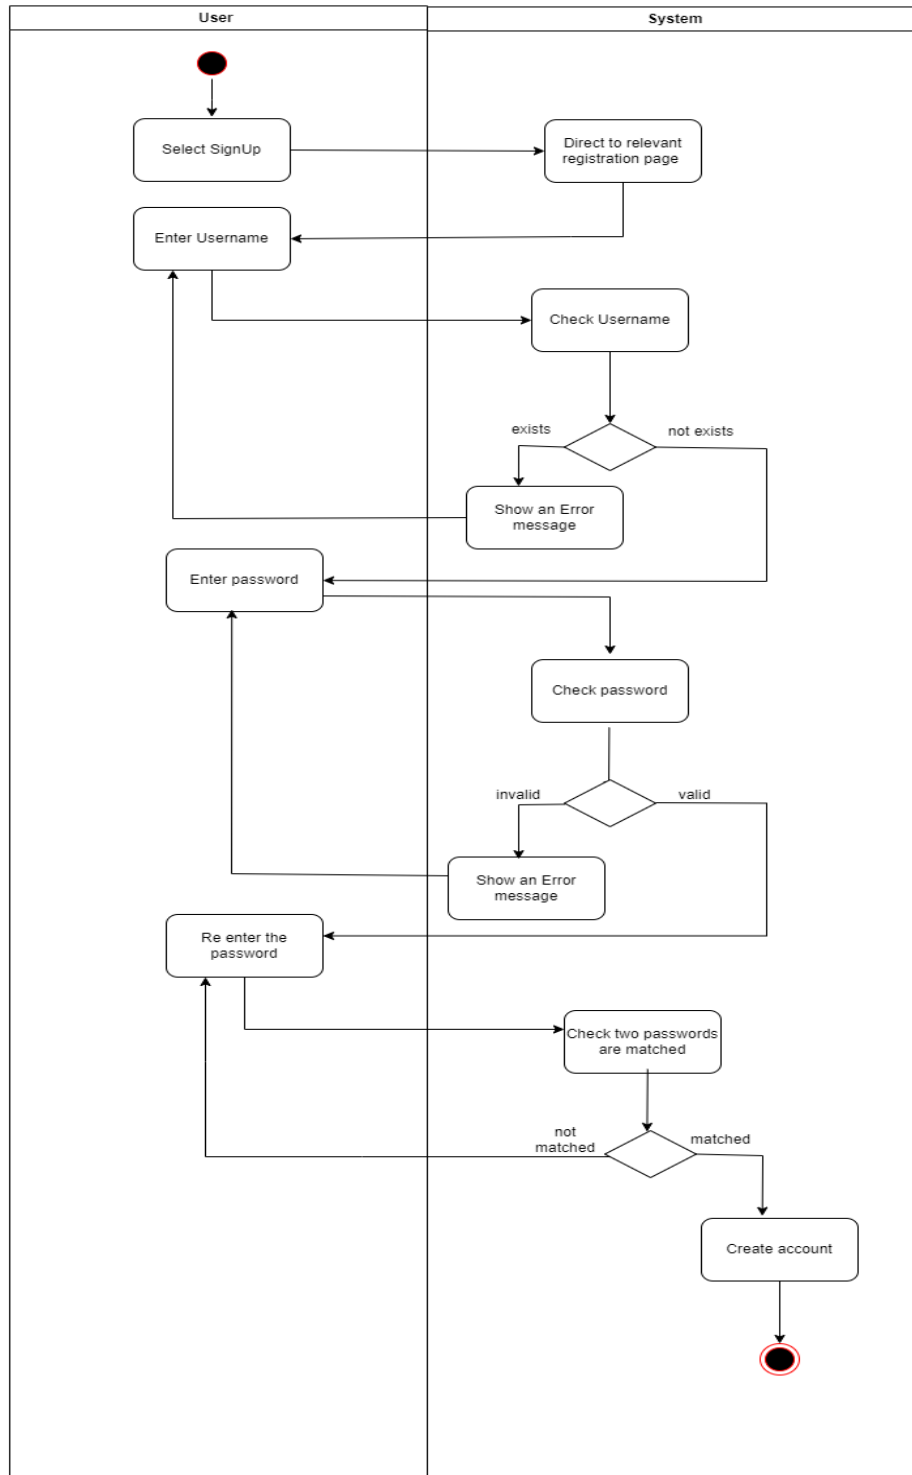 User
System
Select SignUp
Direct to relevant
registration page
Enter Username
Check Username
exists
not exists
Show an Error
message
Enter password
Check password
invalid
valid
Show an Error
message
Re enter the
password
Check two passwords
are matched
not
matched
matched
Create account